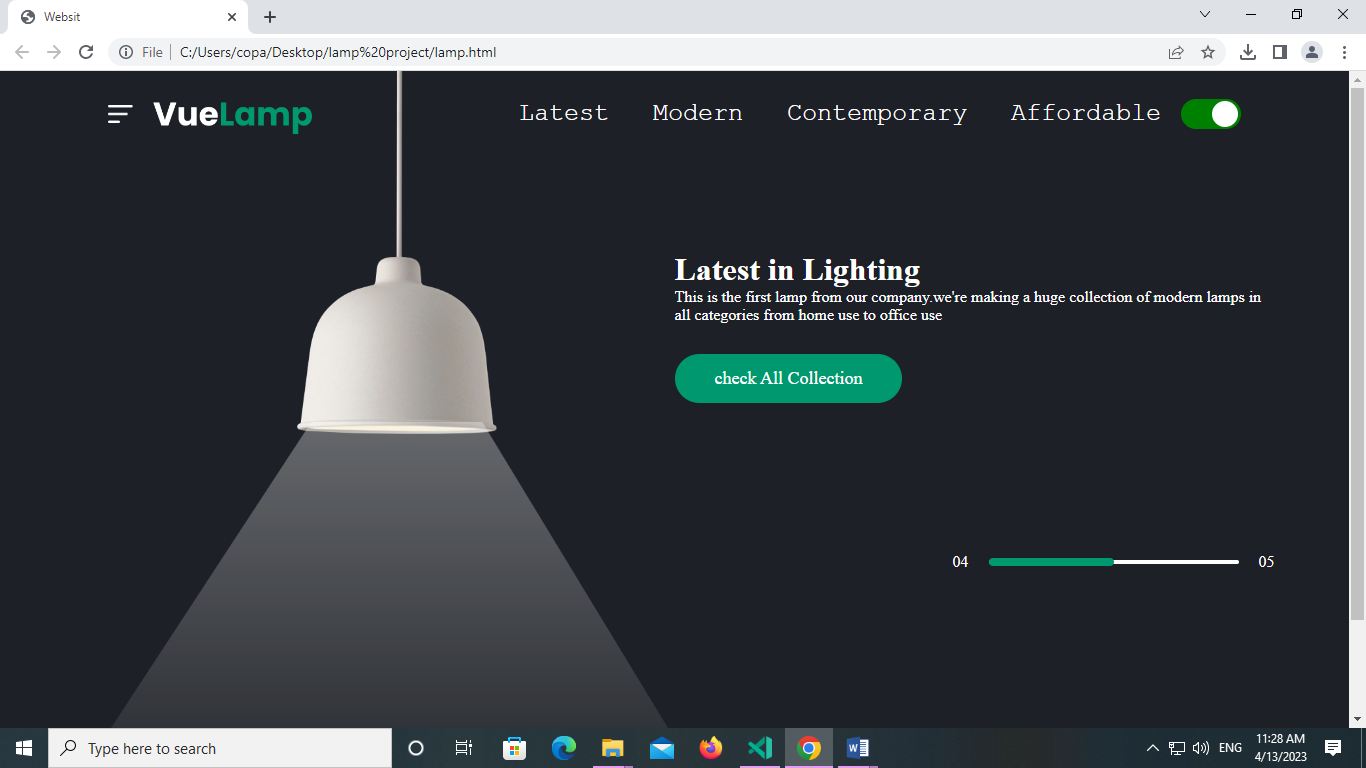 Websit
File
C:/Users/copa/Desktop/lamp%20project/lamp.html
VueLamp
Latest Modern Contemporary Affordable
Latest in Lighting
This is the first lamp from our company.we're making a huge collection of modern lamps in
all categories from home use to office use
check All Collection
04 05
Type here to search
ENG
11:28 AM
4/13/2023